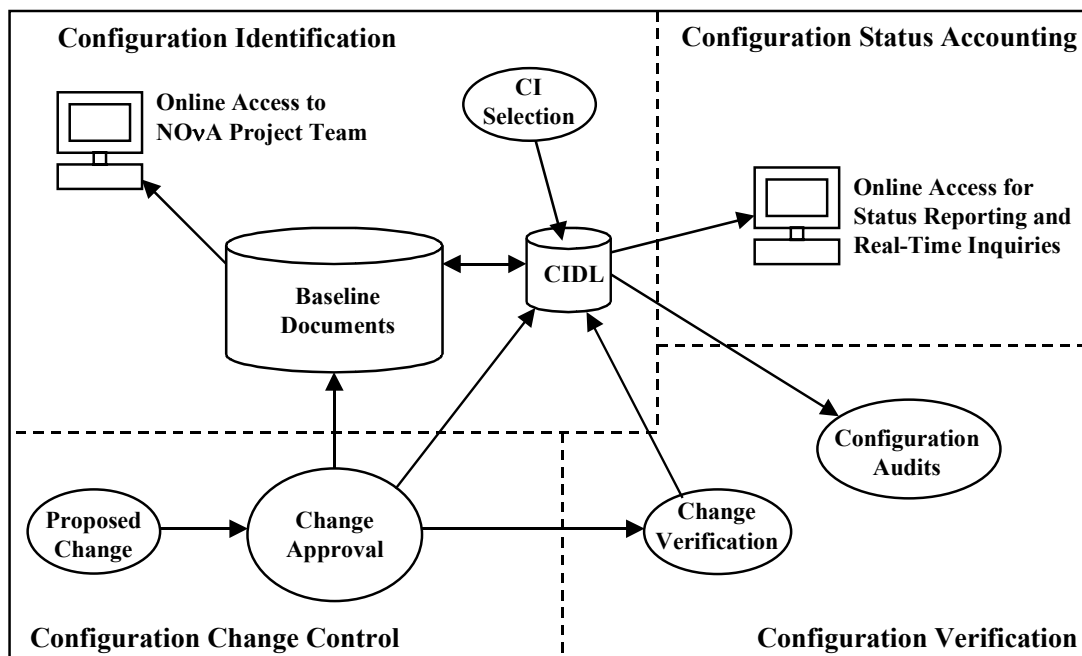 Configuration Identification
Configuration Status Accounting
Online Access to
NOνA Project Team
CI
Selection
Online Access for
Status Reporting and
Real-Time Inquiries
CIDL
Baseline
Documents
Configuration
Audits
Proposed
Change
Change
Approval
Change
Verification
Configuration Change Control
Configuration Verification